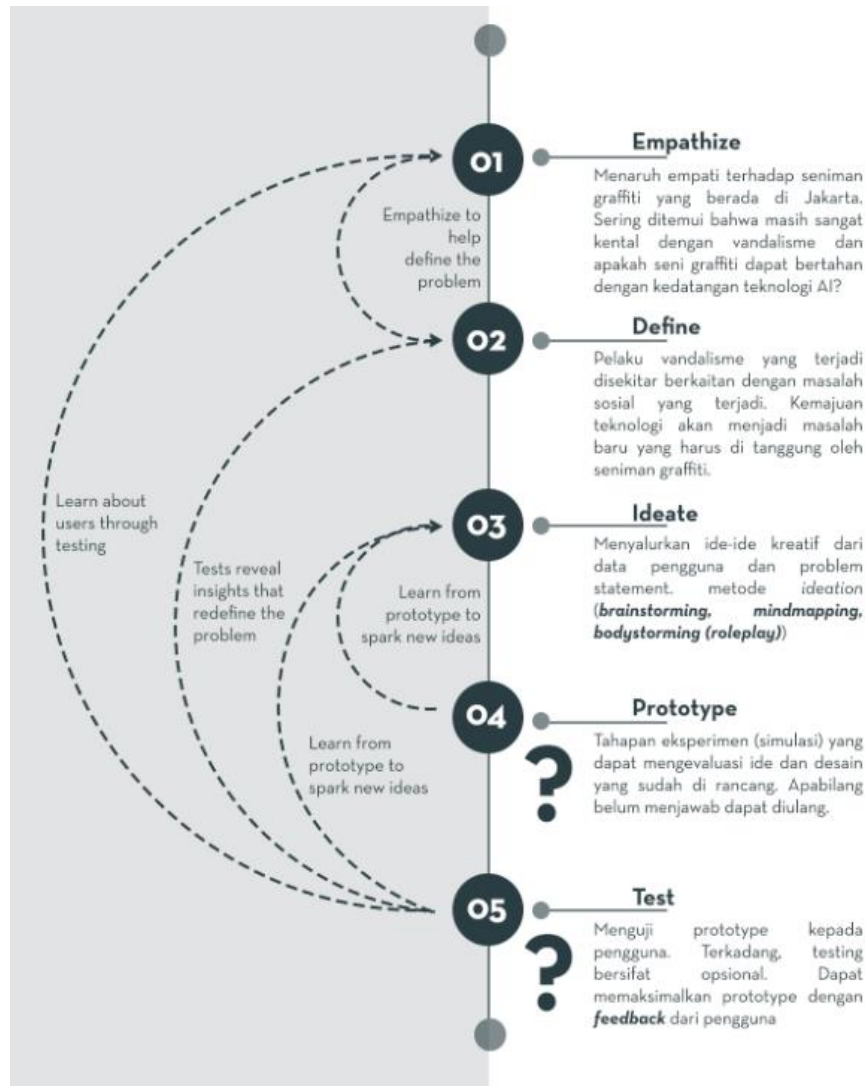 01
Empathize
Menaruh empati terhadap seniman
graffiti yang berada di Jakarta.
Sering ditemui bahwa masih sangat
kental dengan vandalisme dan
apakah seni graffiti dapat bertahan
dengan kedatangan teknologi AI?
Empathize to
help
define the
problem
02
Define
Pelaku vandalisme yang terjadi
disekitar berkaitan dengan masalah
sosial yang terjadi. Kemajuan
teknologi akan menjadi masalah
baru yang harus di tanggung oleh
seniman graffiti.
Learn about
users through
testing
03
Ideate
Menyalurkan ide-ide kreatif dari
data pengguna dan problem
statement. metode ideation
(brainstorming, mindmapping,
bodystorming (roleplay))
Tests reveal
insights that
redefine the
problem
Learn from
prototype to
spark new ideas
04
Prototype
?
Tahapan eksperimen (simulasi) yang
dapat mengevaluasi ide dan desain
yang sudah di rancang. Apabilang
belum menjawab dapat diulang.
Learn from
prototype to
spark new ideas
05
Test
?
Menguji prototype kepada
pengguna. Terkadang, testing
bersifat opsional. Dapat
memaksimalkan prototype dengan
feedback dari pengguna